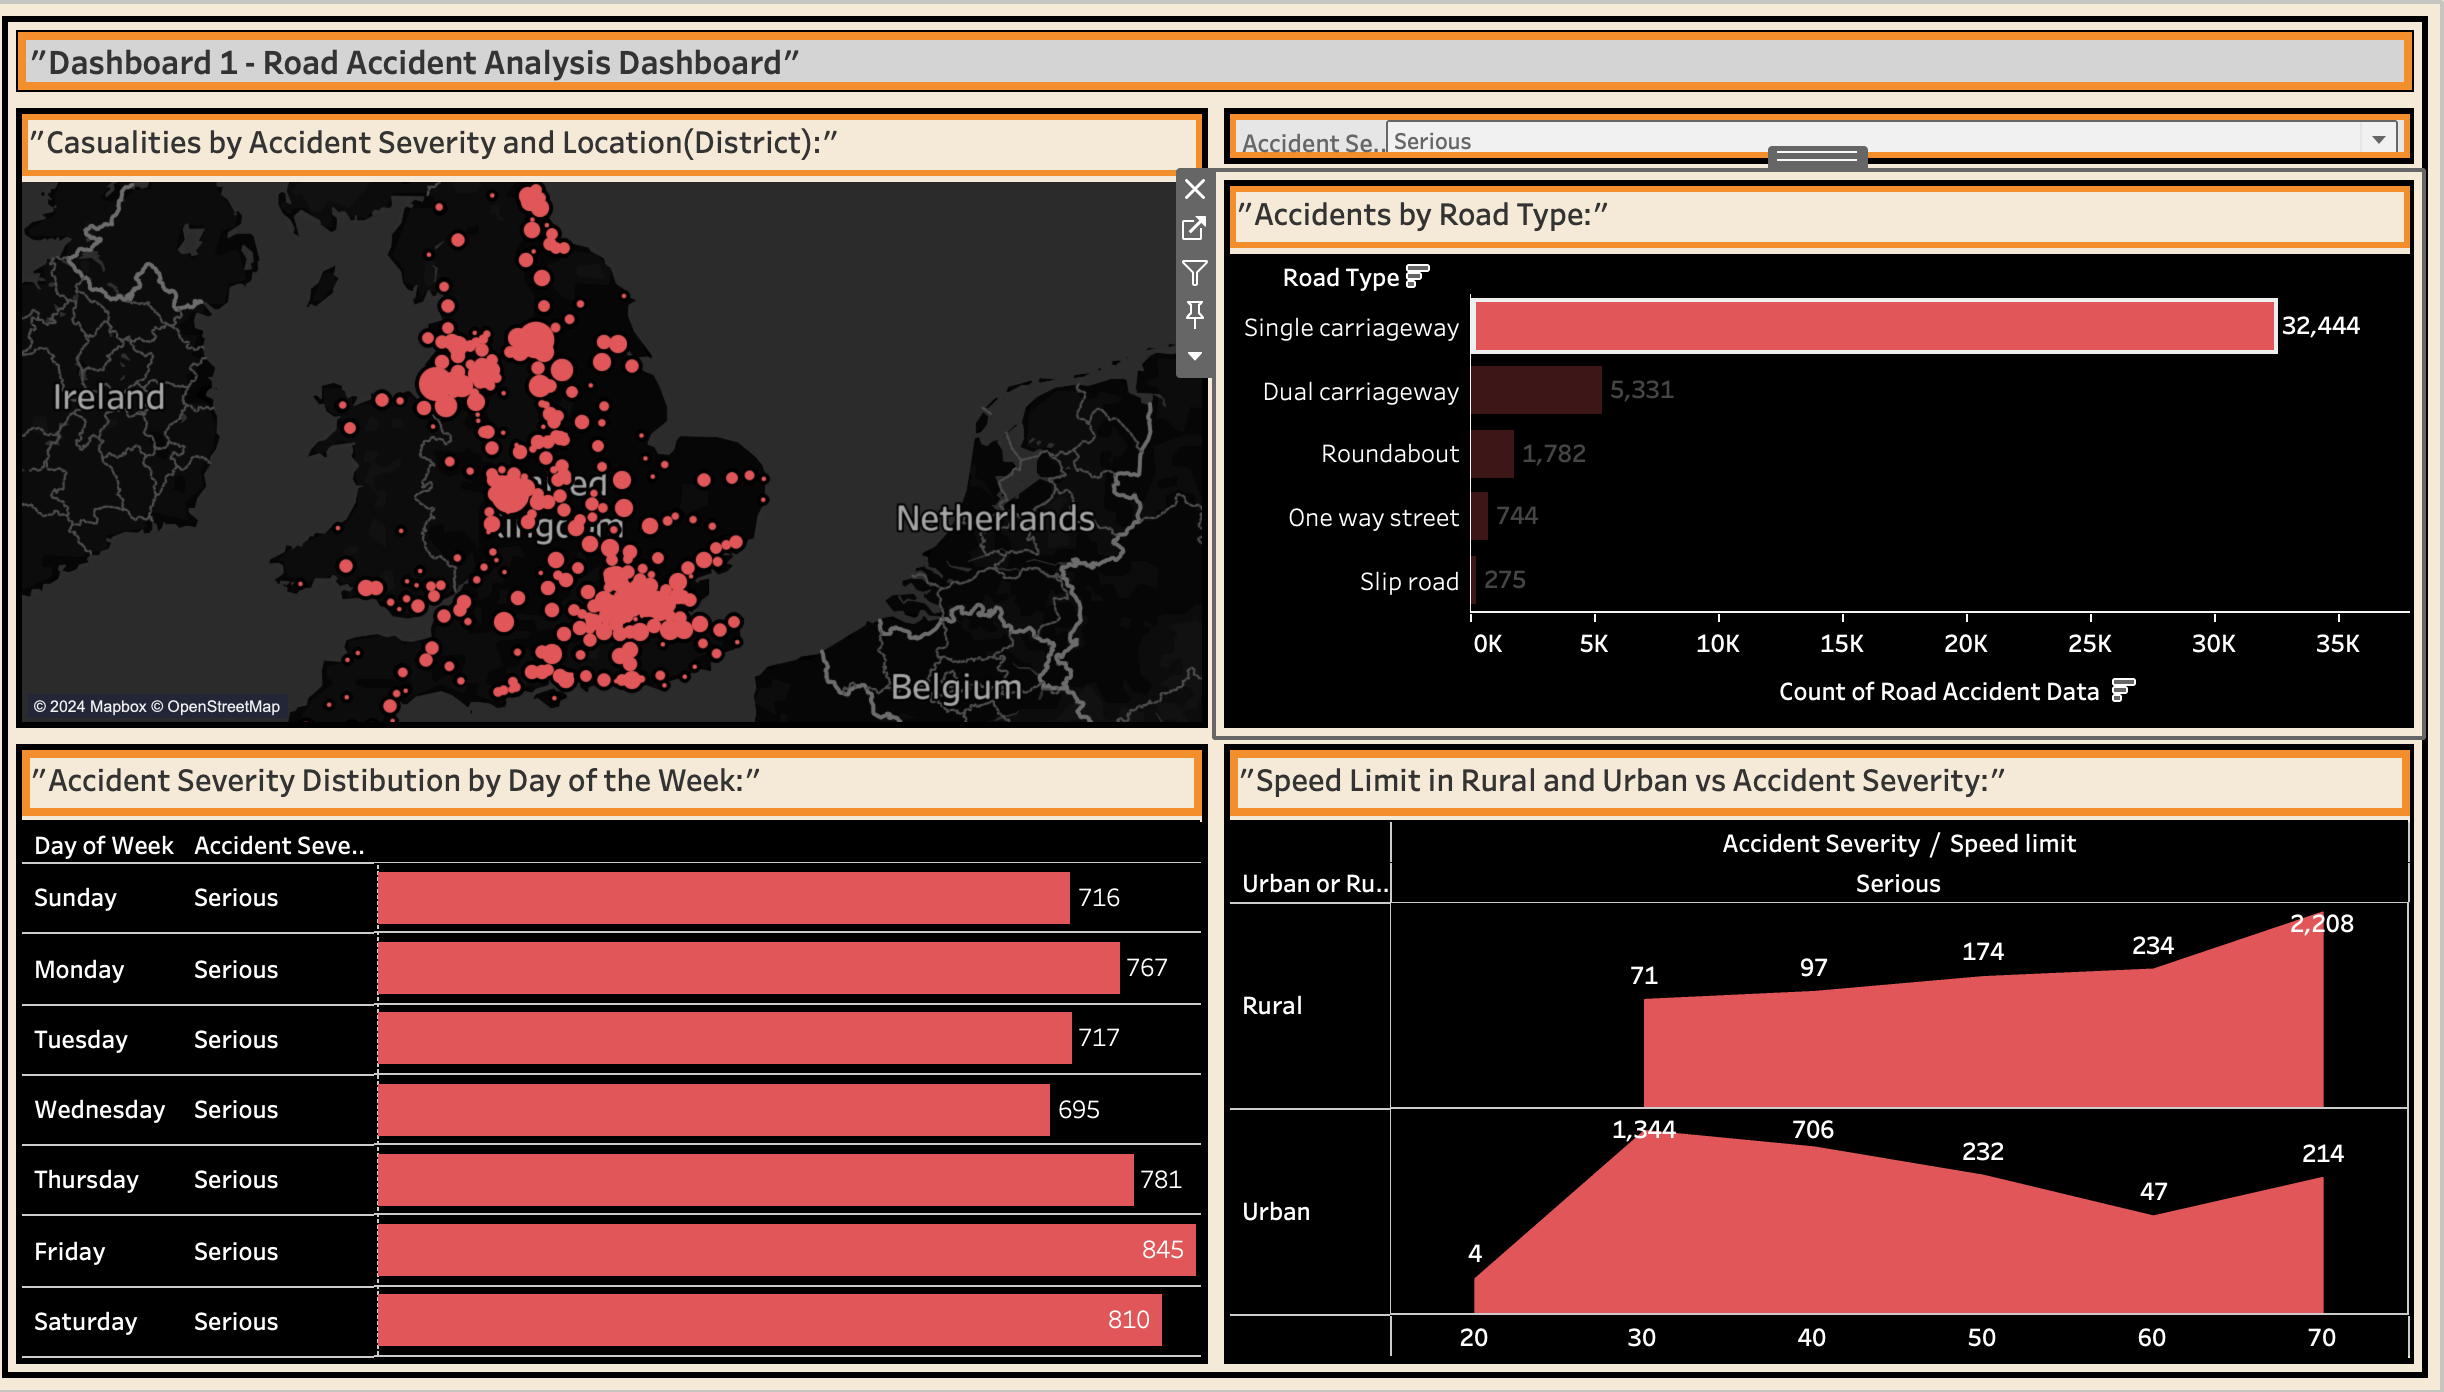 "Dashboard 1 - Road Accident Analysis Dashboard"
"Casualities by Accident Severity and Location(District):"
Ireland
Netherlands
Belgium
© 2024 Mapbox © OpenStreetMap
Accident Se.. Serious
"Accidents by Road Type:"
Road Type
Single carriageway 32,444
Dual carriageway 5,331
Roundabout 1,782
One way street 744
Slip road 275
0K 5K 10K 15K 20K 25K 30K 35K
Count of Road Accident Data
"Accident Severity Distibution by Day of the Week:"
Day of Week Accident Seve..
Sunday Serious 716
Monday Serious 767
Tuesday Serious 717
Wednesday Serious 695
Thursday Serious 781
Friday Serious 845
Saturday Serious 810
"Speed Limit in Rural and Urban vs Accident Severity:"
Accident Severity / Speed limit
Urban or Ru.. Serious
Rural 71 97 174 234 2,208
Urban 4 1,344 706 232 47 214
20 30 40 50 60 70